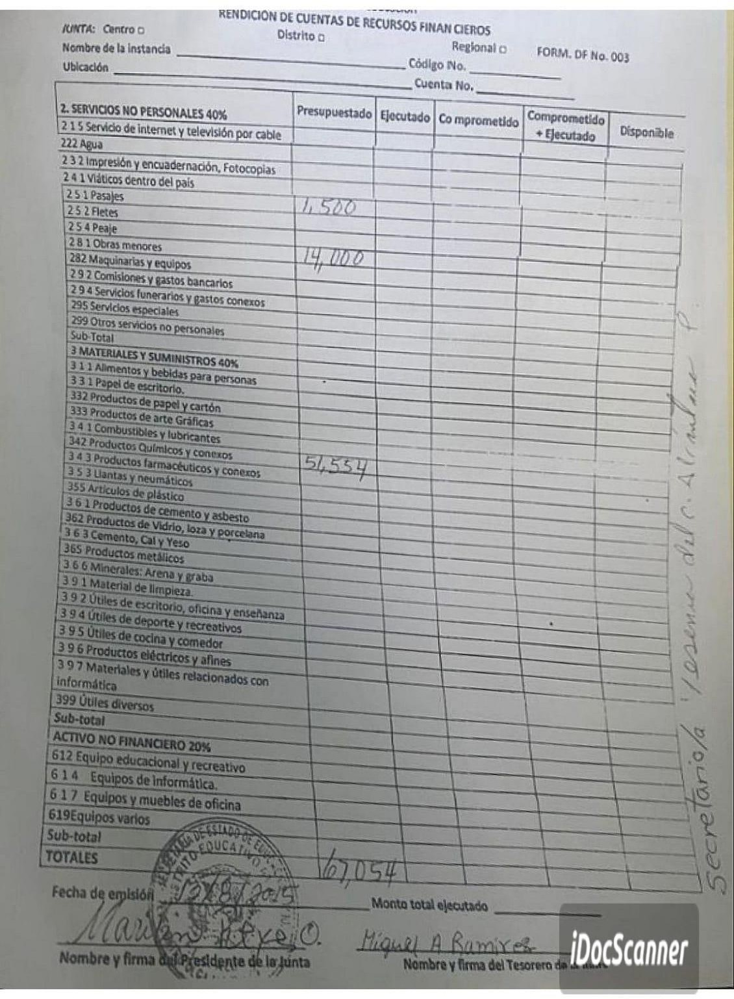 RENDICIÓN DE CUENTAS DE RECURSOS FINANCIEROS
JUNTA: Centro □ Distrito □ Regional □ FORM. DF No. 003
Nombre de la instancia Código No.
Ubicación Cuenta No.
2. SERVICIOS NO PERSONALES 40% Presupuestado Ejecutado Comprometido Comprometido + Ejecutado Disponible
2 1 5 Servicio de internet y televisión por cable
222 Agua
2 3 2 Impresión y encuadernación, Fotocopias
2 4 1 Viáticos dentro del país
2 5 1 Pasajes 1,500
2 5 2 Fletes
2 5 4 Peaje
2 8 1 Obras menores 14,000
282 Maquinarias y equipos
2 9 2 Comisiones y gastos bancarios
2 9 4 Servicios funerarios y gastos conexos
295 Servicios especiales
299 Otros servicios no personales
Sub-Total
3 MATERIALES Y SUMINISTROS 40%
3 1 1 Alimentos y bebidas para personas
3 3 1 Papel de escritorio.
332 Productos de papel y cartón
333 Productos de arte Gráficas
3 4 1 Combustibles y lubricantes
342 Productos Químicos y conexos
3 4 3 Productos farmacéuticos y conexos 51,554
3 5 3 Llantas y neumáticos
355 Artículos de plástico
3 6 1 Productos de cemento y asbesto
362 Productos de Vidrio, loza y porcelana
3 6 3 Cemento, Cal y Yeso
365 Productos metálicos
3 6 6 Minerales: Arena y graba
3 9 1 Material de limpieza.
3 9 2 Útiles de escritorio, oficina y enseñanza
3 9 4 Útiles de deporte y recreativos
3 9 5 Útiles de cocina y comedor
3 9 6 Productos eléctricos y afines
3 9 7 Materiales y útiles relacionados con
informática
399 Útiles diversos
Sub-total
ACTIVO NO FINANCIERO 20%
612 Equipo educacional y recreativo
6 1 4 Equipos de informática.
6 1 7 Equipos y muebles de oficina
619Equipos varios
Sub-total
TOTALES 67,054
Fecha de emisión 12/8/2015 Monto total ejecutado
Miguel A Ramirez
Nombre y firma del Presidente de la Junta Nombre y firma del Tesorero de
Secretario/a Yesenia del C.
SECRETARIA DE ESTADO DE
DISTRITO EDUCATIVO
iDocScanner